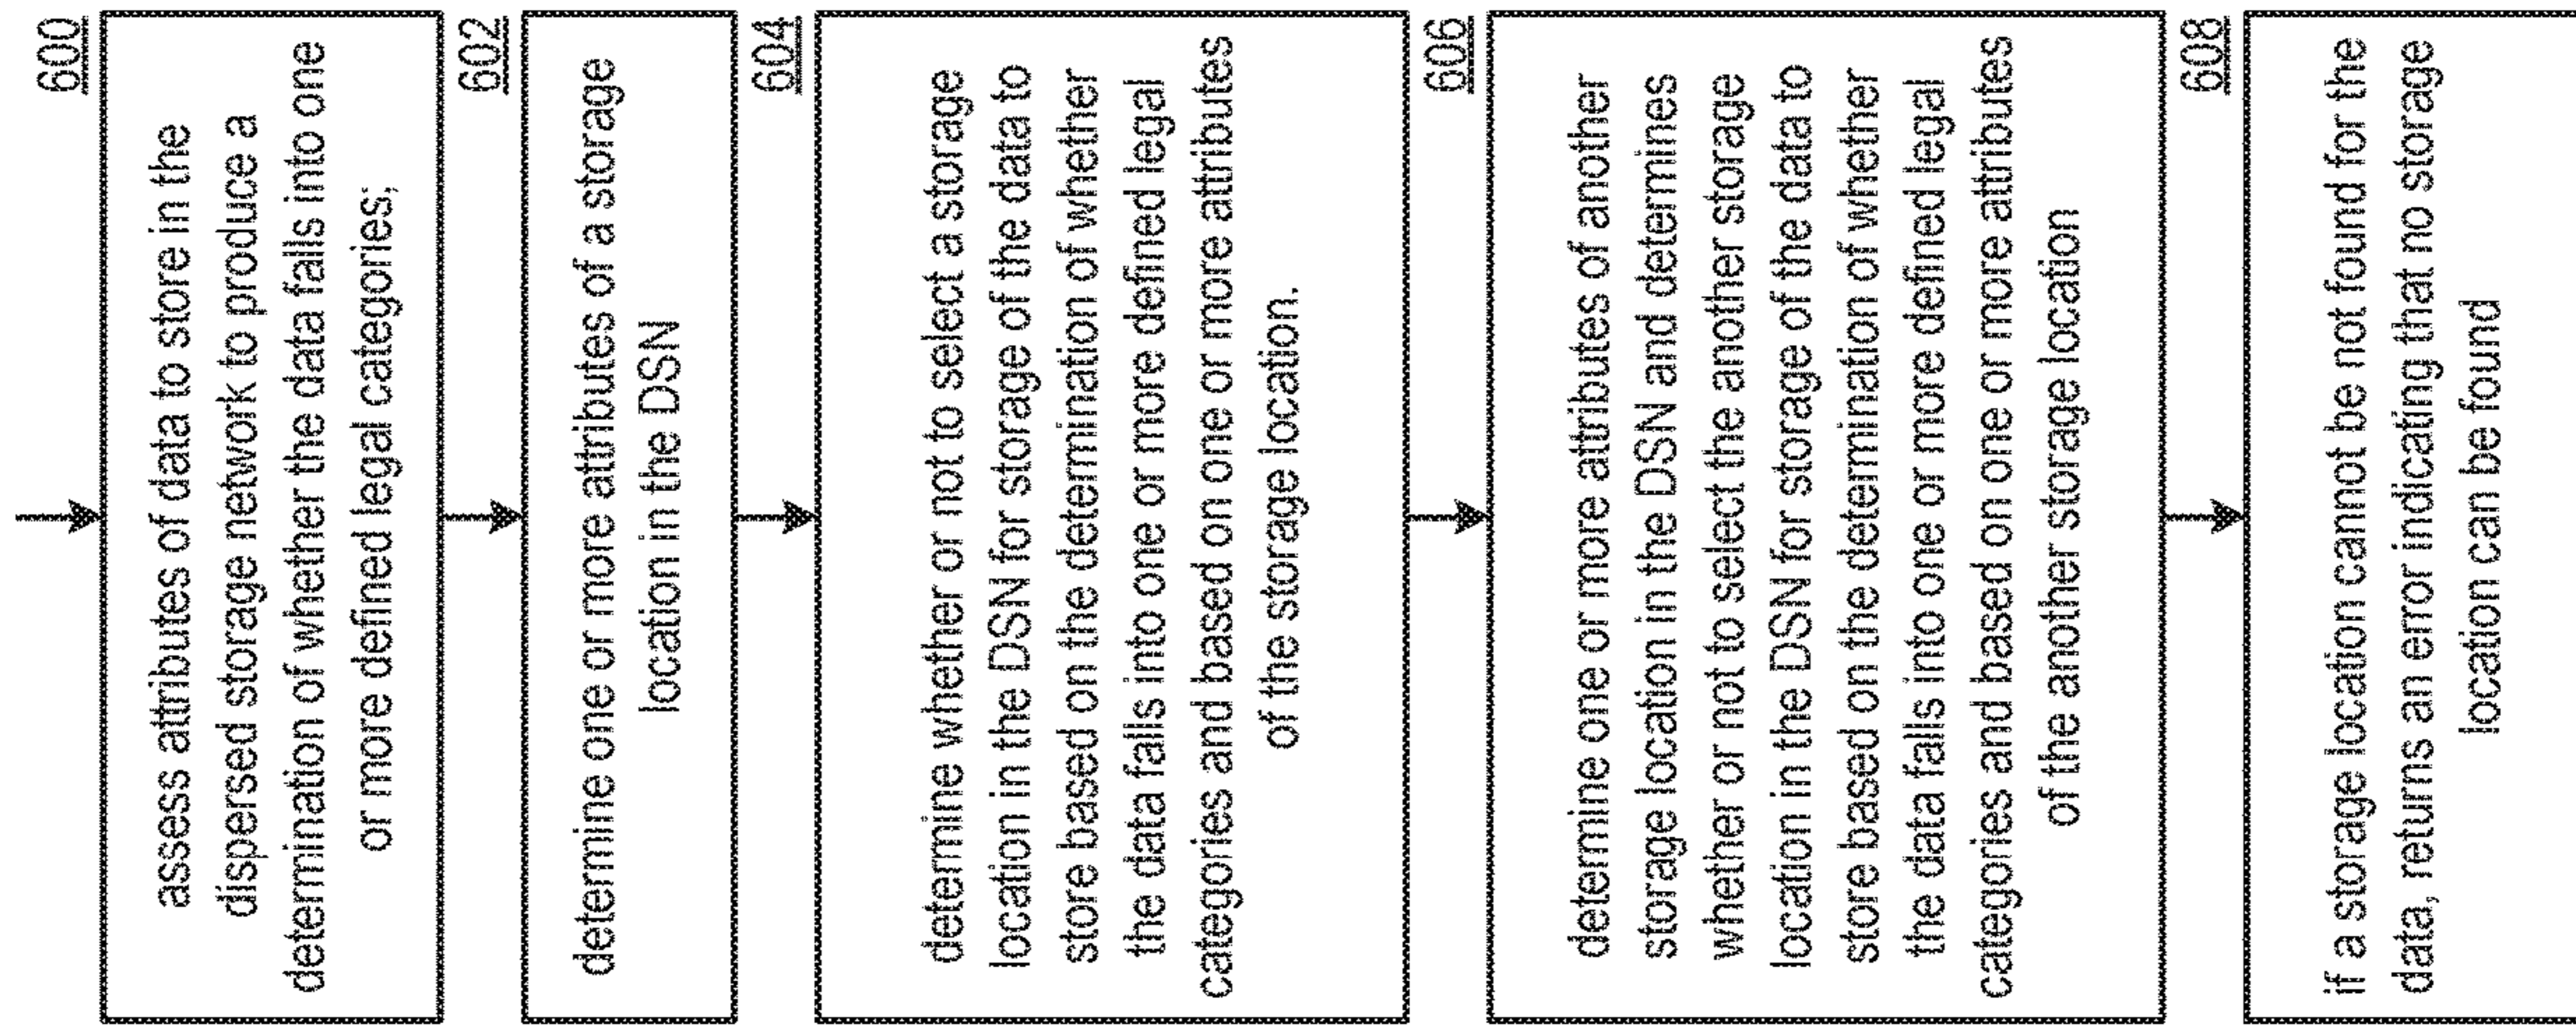 600
assess attributes of data to store in the
dispersed storage network to produce a
determination of whether the data falls into one
or more defined legal categories;
602
determine one or more attributes of a storage
location in the DSN
604
determine whether or not to select a storage
location in the DSN for storage of the data to
store based on the determination of whether
the data falls into one or more defined legal
categories and based on one or more attributes
of the storage location.
606
determine one or more attributes of another
storage location in the DSN and determines
whether or not to select the another storage
location in the DSN for storage of the data to
store based on the determination of whether
the data falls into one or more defined legal
categories and based on one or more attributes
of the another storage location
608
if a storage location cannot be not found for the
data, returns an error indicating that no storage
location can be found